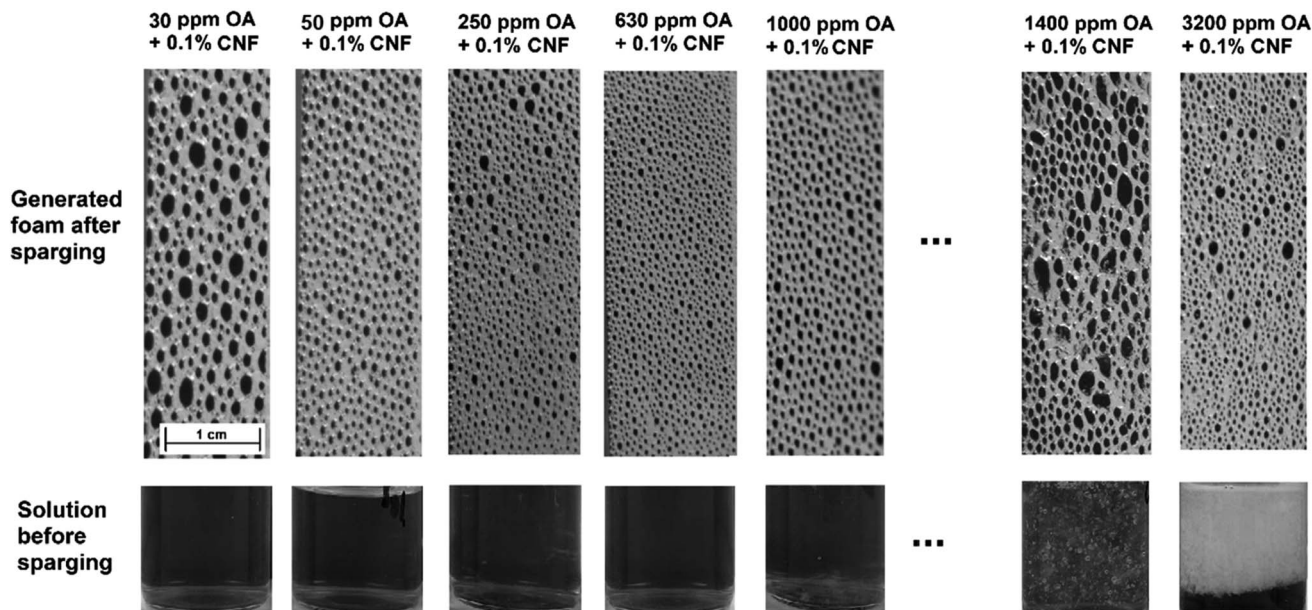 30 ppm OA
+ 0.1% CNF
50 ppm OA
+ 0.1% CNF
250 ppm OA
+ 0.1% CNF
630 ppm OA
+ 0.1% CNF
1000 ppm OA
+ 0.1% CNF
1400 ppm OA
+ 0.1% CNF
3200 ppm OA
+ 0.1% CNF
Generated
foam after
sparging
...
1 cm
Solution
before
sparging
...